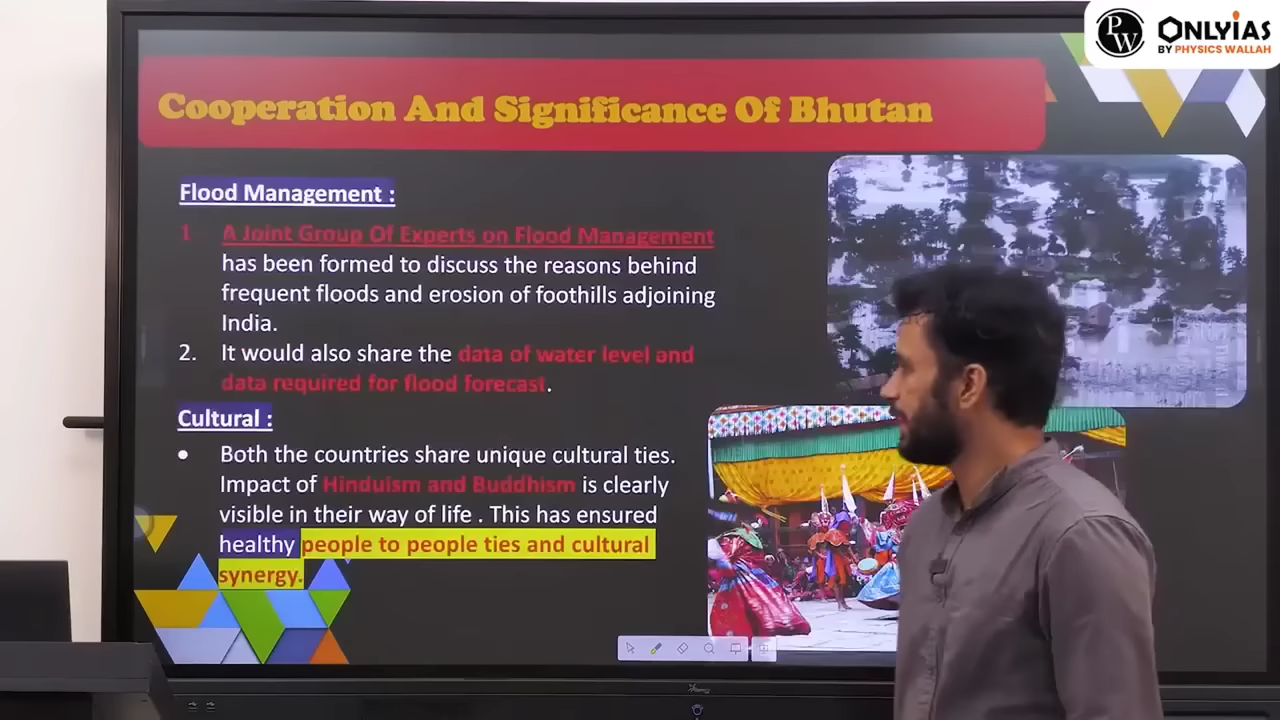 PW ONLYIAS
BY PHYSICS WALLAH
Cooperation And Significance Of Bhutan
Flood Management :
1 A Joint Group Of Experts on Flood Management
has been formed to discuss the reasons behind
frequent floods and erosion of foothills adjoining
India.
2. It would also share the data of water level and
data required for flood forecast.
Cultural :
• Both the countries share unique cultural ties.
Impact of Hinduism and Buddhism is clearly
visible in their way of life . This has ensured
healthy people to people ties and cultural
synergy.